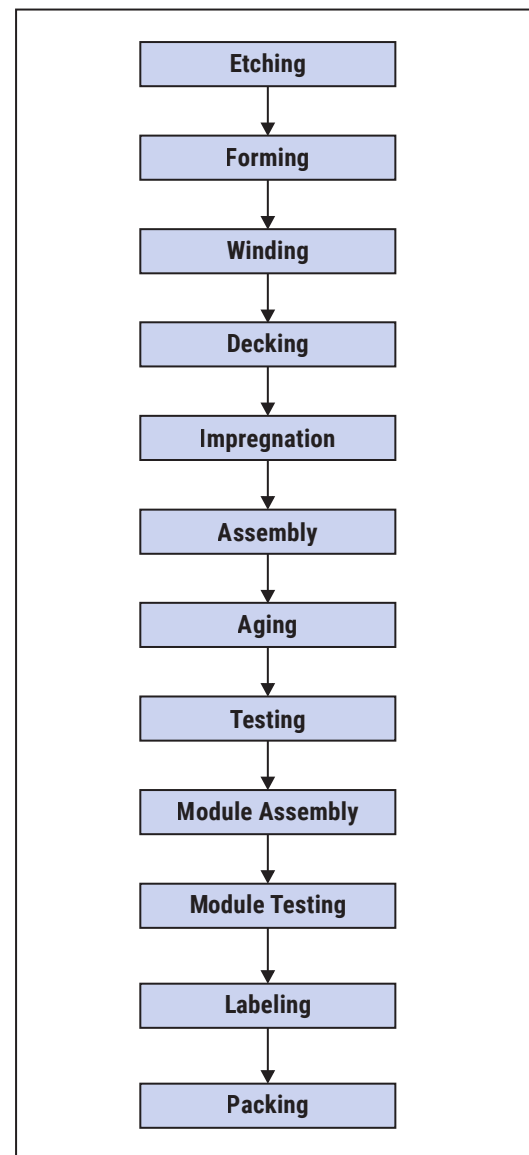 Etching
Forming
Winding
Decking
Impregnation
Assembly
Aging
Testing
Module Assembly
Module Testing
Labeling
Packing